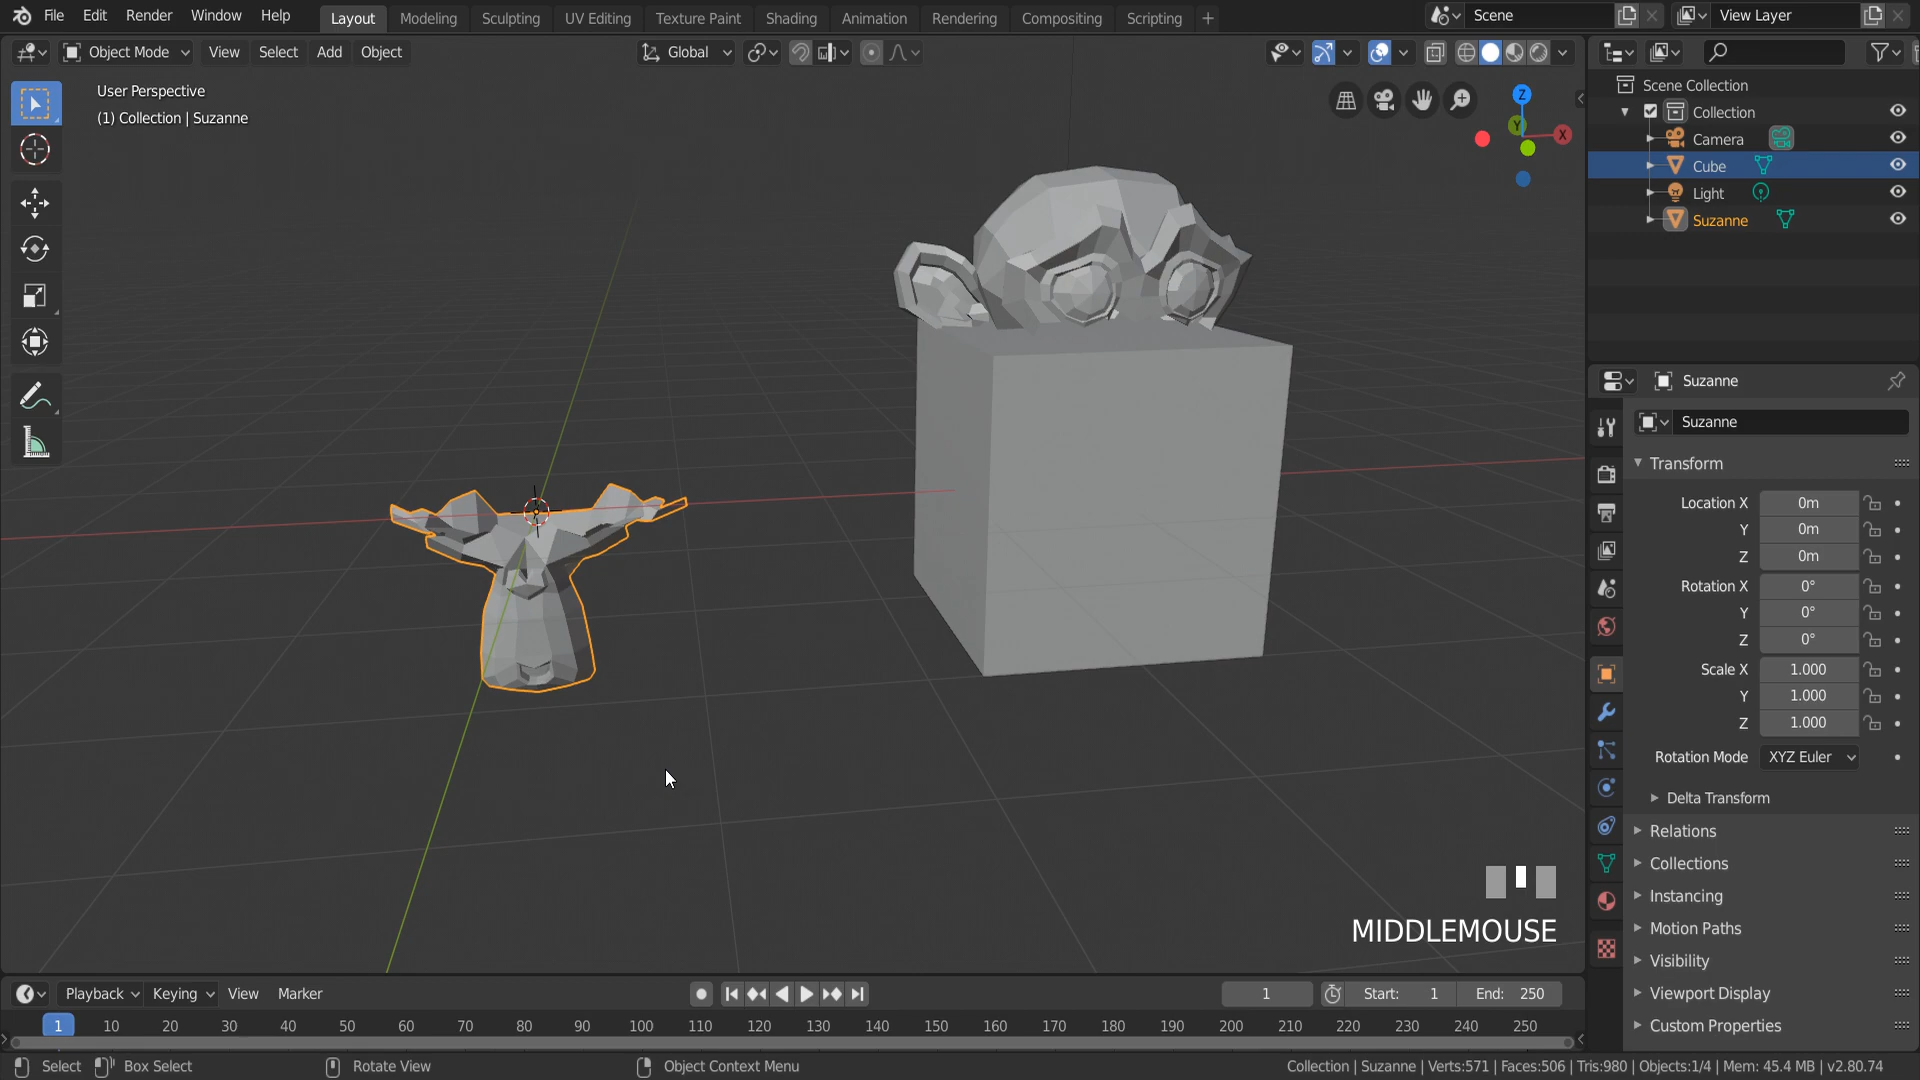 File Edit Render Window Help Layout Modeling Sculpting UV Editing Texture Paint Shading Animation Rendering Compositing Scripting + Scene View Layer
Object Mode View Select Add Object Global
User Perspective
(1) Collection | Suzanne
Z
Y
X
Scene Collection
Collection
Camera
Cube
Light
Suzanne
Suzanne
Suzanne
Transform
Location X 0m
Y 0m
Z 0m
Rotation X 0°
Y 0°
Z 0°
Scale X 1.000
Y 1.000
Z 1.000
Rotation Mode XYZ Euler
Delta Transform
Relations
Collections
Instancing
Motion Paths
Visibility
Viewport Display
Custom Properties
MIDDLEMOUSE
Playback Keying View Marker 1 Start: 1 End: 250
1 10 20 30 40 50 60 70 80 90 100 110 120 130 140 150 160 170 180 190 200 210 220 230 240 250
Select Box Select Rotate View Object Context Menu Collection | Suzanne | Verts:571 | Faces:506 | Tris:980 | Objects:1/4 | Mem: 45.4 MB | v2.80.74